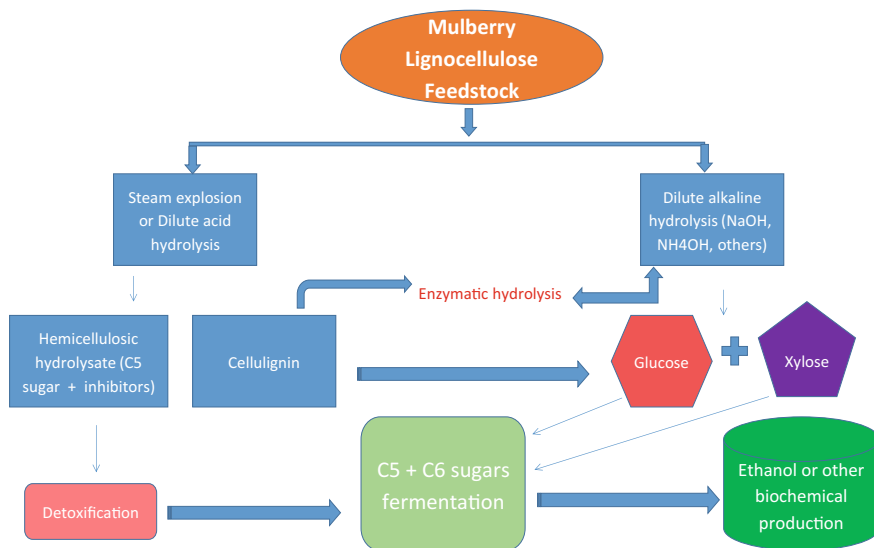 Mulberry
Lignocellulose
Feedstock
Steam explosion
or Dilute acid
hydrolysis
Dilute alkaline
hydrolysis (NaOH,
NH4OH, others)
Enzymatic hydrolysis
Hemicellulosic
hydrolysate (C5
sugar + inhibitors)
Cellulignin
Glucose
Xylose
C5 + C6 sugars
fermentation
Ethanol or other
biochemical
production
Detoxification